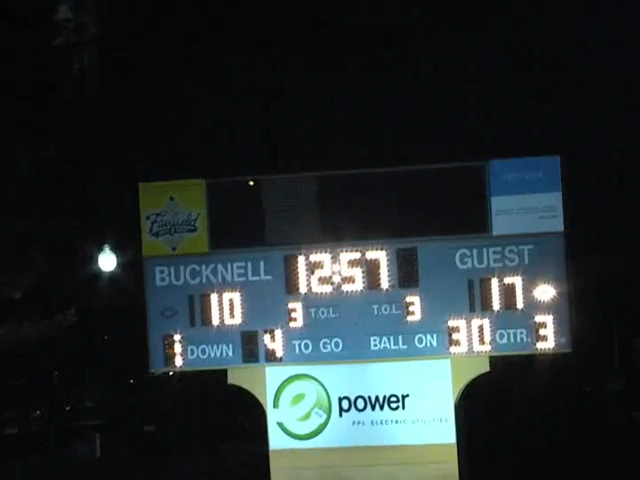 Fairfield
BUCKNELL 12:57 GUEST
10 3 T.O.L. T.O.L. 3 17
1 DOWN 4 TO GO BALL ON 30 QTR. 3
e power
PPL ELECTRIC UTILITIES